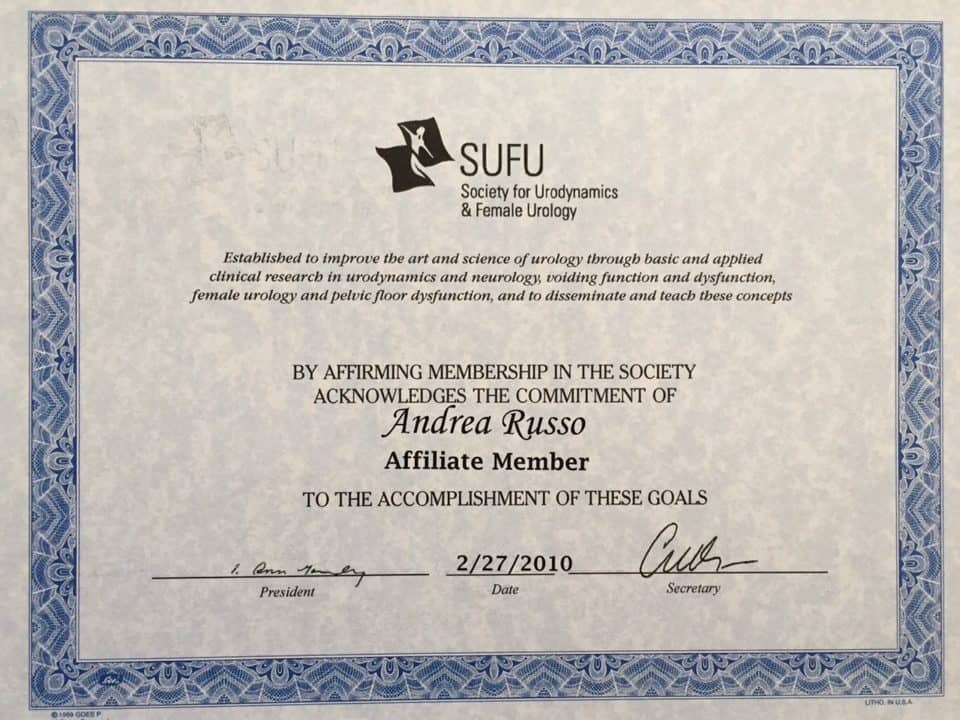 SUFU
Society for Urodynamics
& Female Urology
Established to improve the art and science of urology through basic and applied
clinical research in urodynamics and neurology, voiding function and dysfunction,
female urology and pelvic floor dysfunction, and to disseminate and teach these concepts
BY AFFIRMING MEMBERSHIP IN THE SOCIETY
ACKNOWLEDGES THE COMMITMENT OF
Andrea Russo
Affiliate Member
TO THE ACCOMPLISHMENT OF THESE GOALS
2/27/2010
President Date Secretary
GOES
LITHO. IN U.S.A.